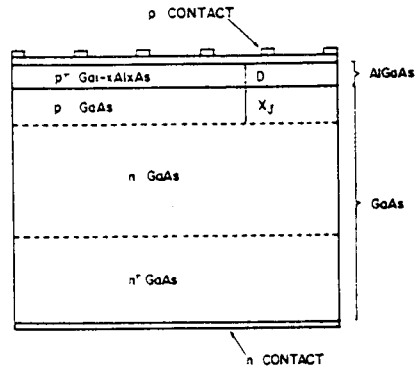 p CONTACT
p⁺ Ga1-xAlxAs
D
AlGaAs
p GaAs
Xj
n GaAs
GaAs
n⁺ GaAs
n CONTACT